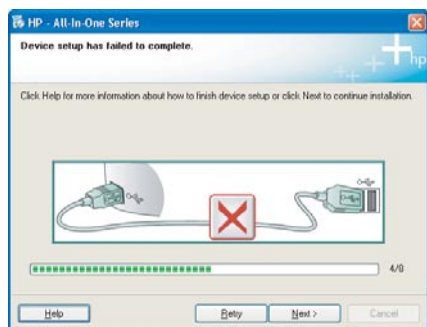 HP - All-In-One Series
Device setup has failed to complete.
hp
Click Help for more information about how to finish device setup or click Next to continue installation.
4/0
Help
Retry
Next >
Cancel